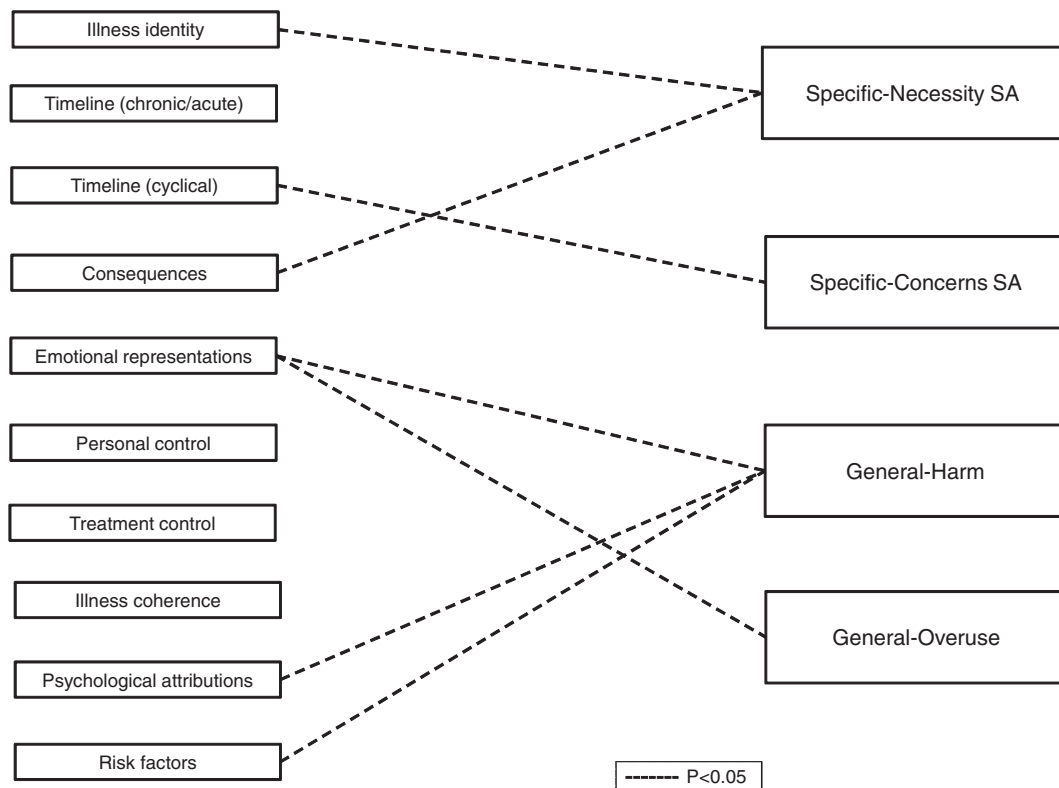 Illness identity
Timeline (chronic/acute)
Timeline (cyclical)
Consequences
Emotional representations
Personal control
Treatment control
Illness coherence
Psychological attributions
Risk factors
Specific-Necessity SA
Specific-Concerns SA
General-Harm
General-Overuse
P<0.05